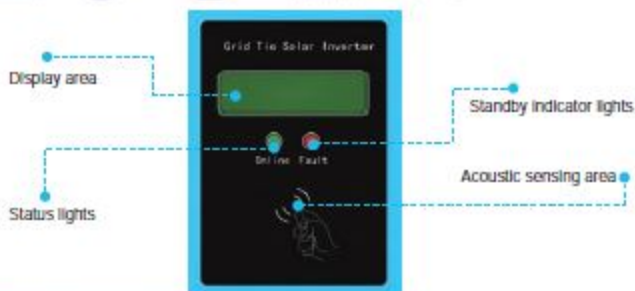 Grid Tie Solar Inverter
Display area
Standby indicator lights
Online Fault
Acoustic sensing area
Status lights